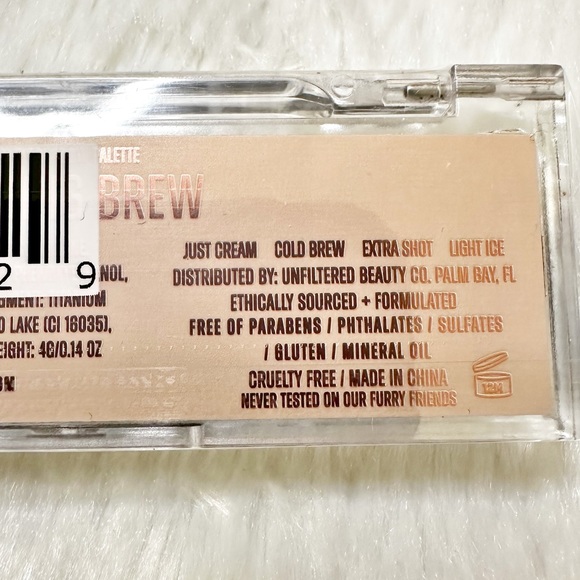 ALETTE
BREW
2 9
JUST CREAM COLD BREW EXTRA SHOT LIGHT ICE
NOL,
DISTRIBUTED BY: UNFILTERED BEAUTY CO. PALM BAY, FL
GMENT: TITANIUM
ETHICALLY SOURCED + FORMULATED
O LAKE (CI 16035),
FREE OF PARABENS / PHTHALATES / SULFATES
EIGHT: 4G/0.14 OZ
/ GLUTEN / MINERAL OIL
CRUELTY FREE / MADE IN CHINA
NEVER TESTED ON OUR FURRY FRIENDS
12M